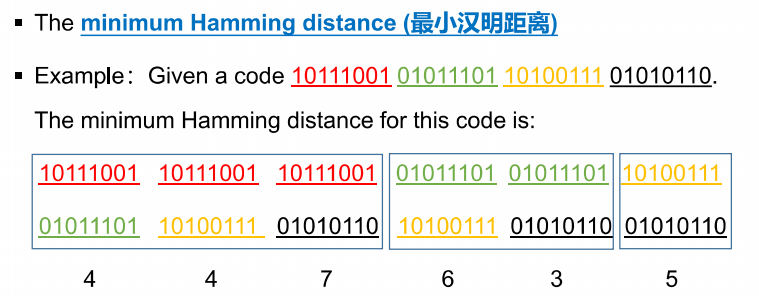 ▪ The minimum Hamming distance (最小汉明距离)
▪ Example：Given a code 10111001 01011101 10100111 01010110.
The minimum Hamming distance for this code is:
10111001 10111001 10111001 01011101 01011101 10100111
01011101 10100111 01010110 10100111 01010110 01010110
4 4 7 6 3 5